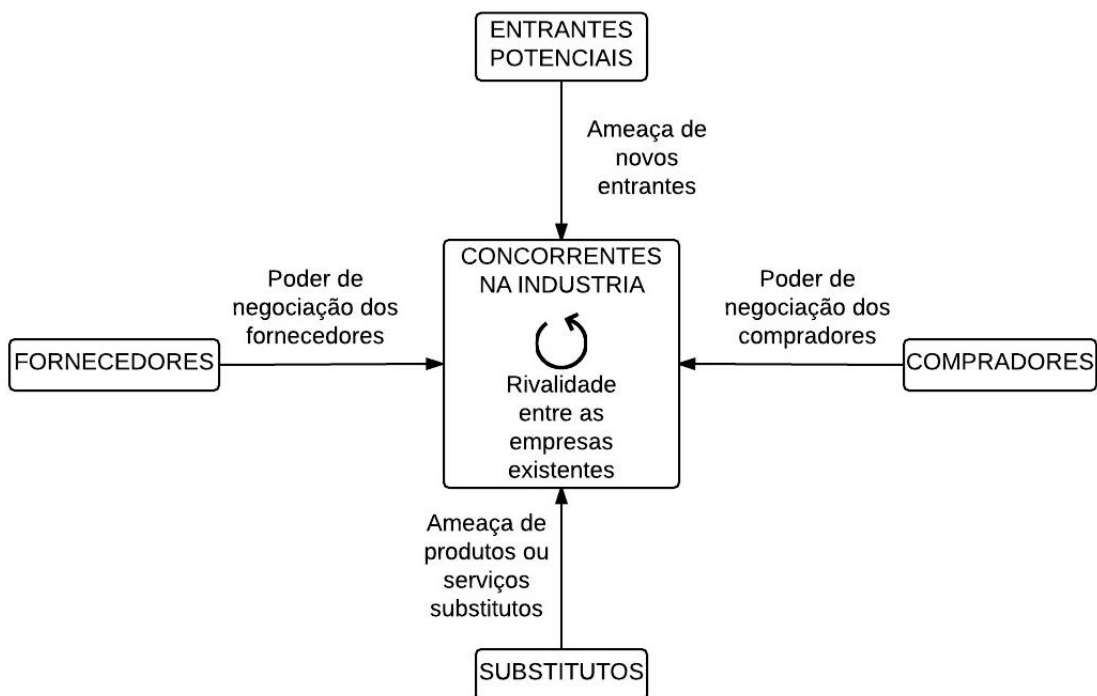 ENTRANTES
POTENCIAIS
Ameaça de
novos
entrantes
CONCORRENTES
NA INDUSTRIA
Rivalidade
entre as
empresas
existentes
Poder de
negociação dos
fornecedores
FORNECEDORES
Poder de
negociação dos
compradores
COMPRADORES
Ameaça de
produtos ou
serviços
substitutos
SUBSTITUTOS